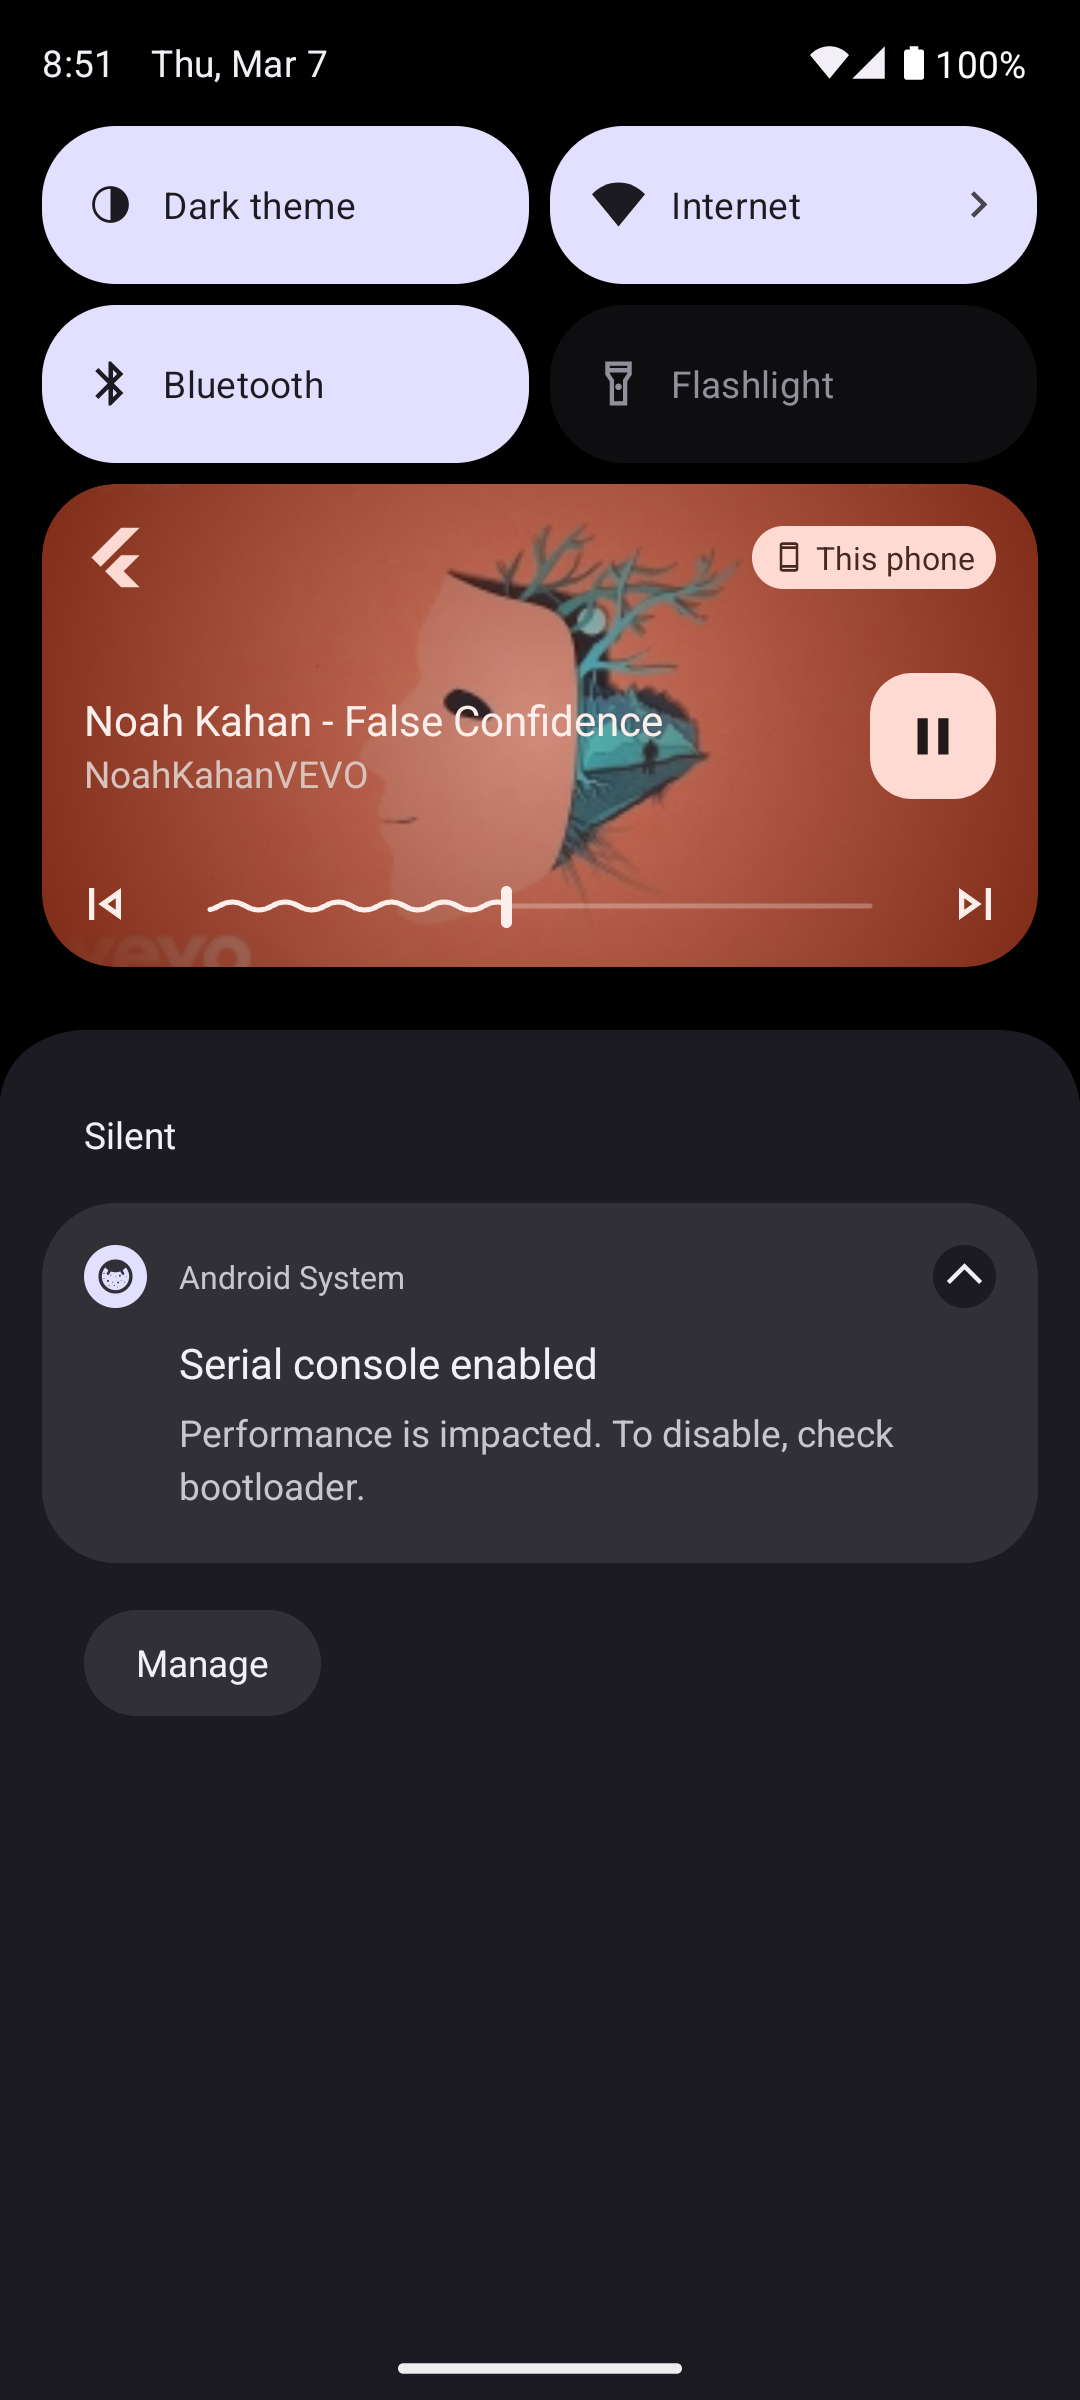 8:51 Thu, Mar 7 100%
Dark theme
Internet
Bluetooth
Flashlight
This phone
Noah Kahan - False Confidence
NoahKahanVEVO
vevo
Silent
Android System
Serial console enabled
Performance is impacted. To disable, check
bootloader.
Manage